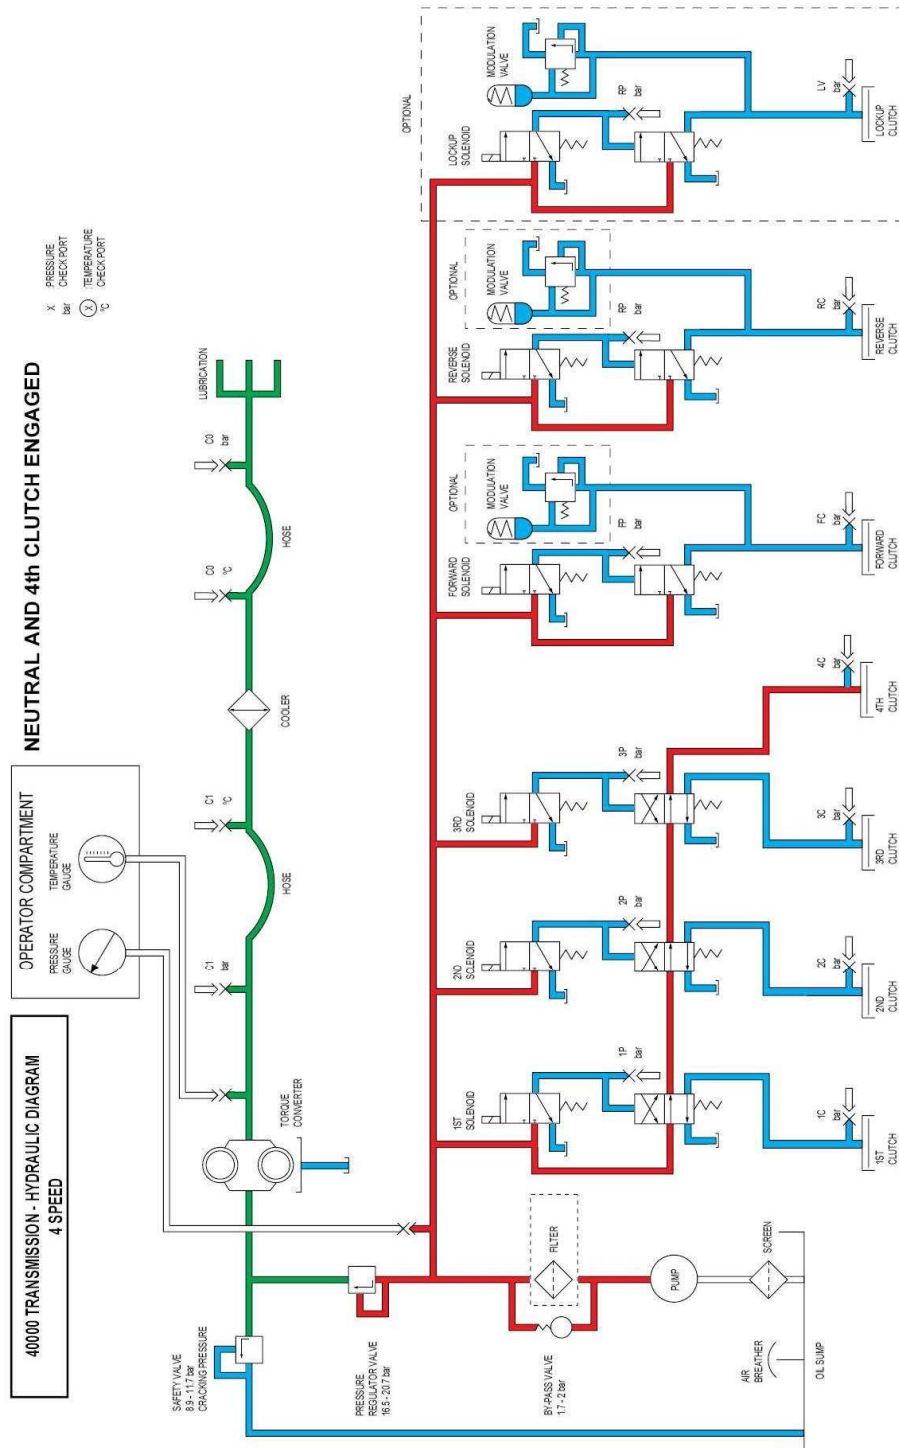 40000 TRANSMISSION - HYDRAULIC DIAGRAM
4 SPEED
OPERATOR COMPARTMENT
PRESSURE
GAUGE
TEMPERATURE
GAUGE
NEUTRAL AND 4th CLUTCH ENGAGED
X :PRESSURE
bar CHECK PORT
X :TEMPERATURE
ºC CHECK PORT
SAFETY VALVE
8.9 - 11.7 bar
CRACKING PRESSURE
C1
bar
C1
ºC
C0
ºC
C0
bar
LUBRICATION
TORQUE
CONVERTER
HOSE
COOLER
HOSE
PRESSURE
REGULATOR VALVE
16.5 - 20.7 bar
BY-PASS VALVE
1.7 - 2 bar
FILTER
PUMP
SCREEN
AIR
BREATHER
OIL SUMP
OPTIONAL
OPTIONAL
OPTIONAL
1ST
SOLENOID
2ND
SOLENOID
3RD
SOLENOID
FORWARD
SOLENOID
MODULATION
VALVE
REVERSE
SOLENOID
MODULATION
VALVE
LOCKUP
SOLENOID
MODULATION
VALVE
1P
bar
2P
bar
3P
bar
FP
bar
RP
bar
RP
bar
1C
bar
2C
bar
3C
bar
4C
bar
FC
bar
RC
bar
LV
bar
1ST
CLUTCH
2ND
CLUTCH
3RD
CLUTCH
4TH
CLUTCH
FORWARD
CLUTCH
REVERSE
CLUTCH
LOCKUP
CLUTCH